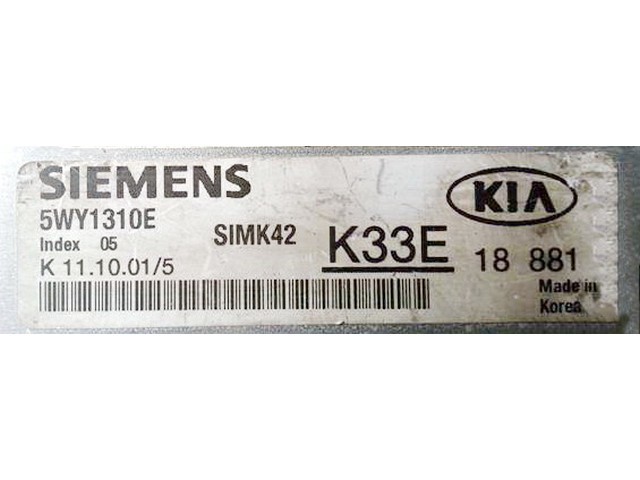 SIEMENS
KIA
5WY1310E
Index 05
SIMK42
K33E
18 881
K 11.10.01/5
Made in
Korea